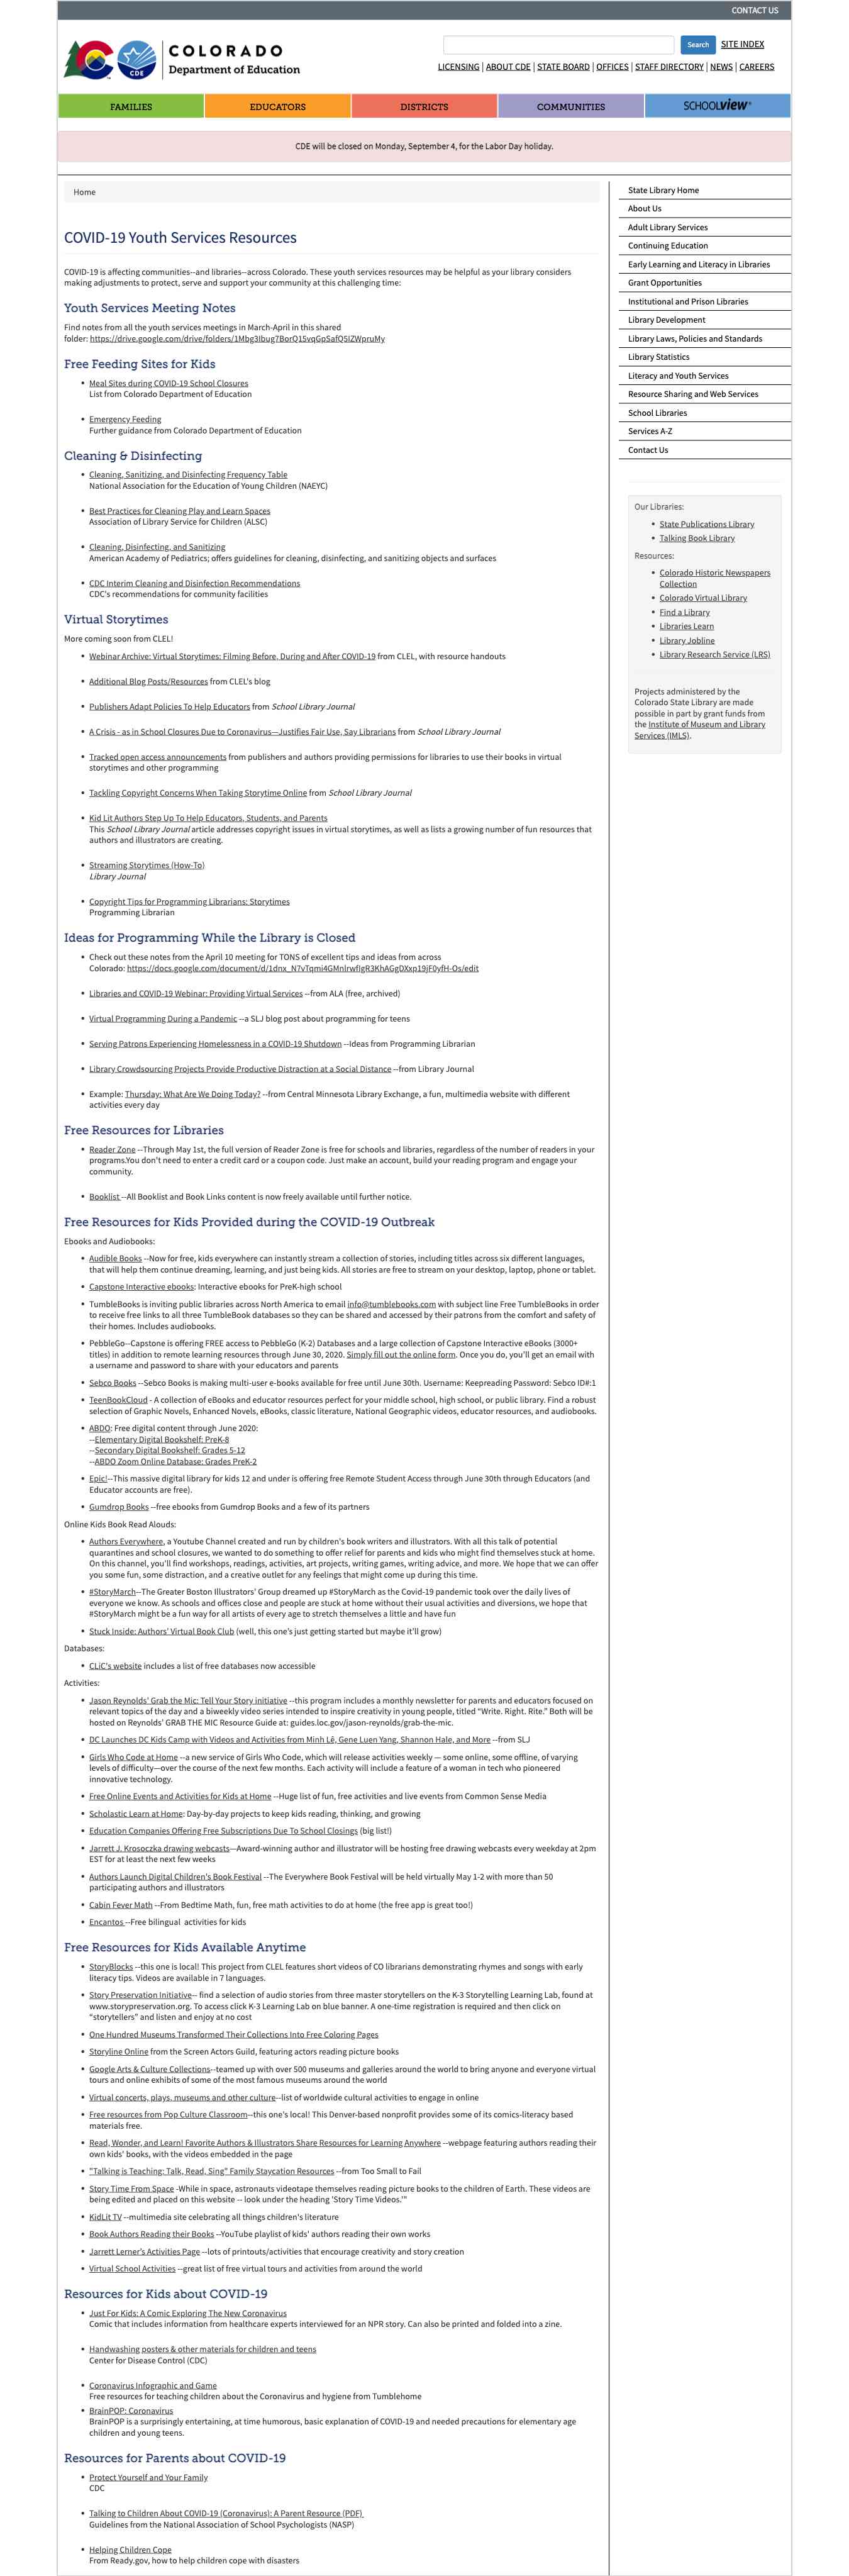 CONTACT US
COLORADO
Department of Education
CDE
Search
SITE INDEX
LICENSING | ABOUT CDE | STATE BOARD | OFFICES | STAFF DIRECTORY | NEWS | CAREERS
FAMILIES
EDUCATORS
DISTRICTS
COMMUNITIES
SCHOOLVIEW®
CDE will be closed on Monday, September 4, for the Labor Day holiday.
Home
COVID-19 Youth Services Resources
COVID-19 is affecting communities--and libraries--across Colorado. These youth services resources may be helpful as your library considers
making adjustments to protect, serve and support your community at this challenging time:
Youth Services Meeting Notes
Find notes from all the youth services meetings in March-April in this shared
folder:
Free Feeding Sites for Kids
• Meal Sites during COVID-19 School Closures
List from Colorado Department of Education
• Emergency Feeding
Further guidance from Colorado Department of Education
Cleaning & Disinfecting
• Cleaning, Sanitizing, and Disinfecting Frequency Table
National Association for the Education of Young Children (NAEYC)
• Best Practices for Cleaning Play and Learn Spaces
Association of Library Service for Children (ALSC)
• Cleaning, Disinfecting, and Sanitizing
American Academy of Pediatrics; offers guidelines for cleaning, disinfecting, and sanitizing objects and surfaces
• CDC Interim Cleaning and Disinfection Recommendations
CDC's recommendations for community facilities
Virtual Storytimes
More coming soon from CLEL!
• Webinar Archive: Virtual Storytimes: Filming Before, During and After COVID-19 from CLEL, with resource handouts
• Additional Blog Posts/Resources from CLEL's blog
• Publishers Adapt Policies To Help Educators from School Library Journal
• A Crisis - as in School Closures Due to Coronavirus—Justifies Fair Use, Say Librarians from School Library Journal
• Tracked open access announcements from publishers and authors providing permissions for libraries to use their books in virtual
storytimes and other programming
• Tackling Copyright Concerns When Taking Storytime Online from School Library Journal
• Kid Lit Authors Step Up To Help Educators, Students, and Parents
This School Library Journal article addresses copyright issues in virtual storytimes, as well as lists a growing number of fun resources that
authors and illustrators are creating.
• Streaming Storytimes (How-To)
Library Journal
• Copyright Tips for Programming Librarians: Storytimes
Programming Librarian
Ideas for Programming While the Library is Closed
• Check out these notes from the April 10 meeting for TONS of excellent tips and ideas from across
Colorado:
• Libraries and COVID-19 Webinar: Providing Virtual Services --from ALA (free, archived)
• Virtual Programming During a Pandemic --a SLJ blog post about programming for teens
• Serving Patrons Experiencing Homelessness in a COVID-19 Shutdown --Ideas from Programming Librarian
• Library Crowdsourcing Projects Provide Productive Distraction at a Social Distance --from Library Journal
• Example: Thursday: What Are We Doing Today? --from Central Minnesota Library Exchange, a fun, multimedia website with different
activities every day
Free Resources for Libraries
• Reader Zone --Through May 1st, the full version of Reader Zone is free for schools and libraries, regardless of the number of readers in your
programs.You don't need to enter a credit card or a coupon code. Just make an account, build your reading program and engage your
community.
• Booklist --All Booklist and Book Links content is now freely available until further notice.
Free Resources for Kids Provided during the COVID-19 Outbreak
Ebooks and Audiobooks:
• Audible Books --Now for free, kids everywhere can instantly stream a collection of stories, including titles across six different languages,
that will help them continue dreaming, learning, and just being kids. All stories are free to stream on your desktop, laptop, phone or tablet.
• Capstone Interactive ebooks: Interactive ebooks for PreK-high school
• TumbleBooks is inviting public libraries across North America to email info@tumblebooks.com with subject line Free TumbleBooks in order
to receive free links to all three TumbleBook databases so they can be shared and accessed by their patrons from the comfort and safety of
their homes. Includes audiobooks.
• PebbleGo--Capstone is offering FREE access to PebbleGo (K-2) Databases and a large collection of Capstone Interactive eBooks (3000+
titles) in addition to remote learning resources through June 30, 2020. Simply fill out the online form. Once you do, you'll get an email with
a username and password to share with your educators and parents
• Sebco Books --Sebco Books is making multi-user e-books available for free until June 30th. Username: Keepreading Password: Sebco ID#:1
• TeenBookCloud - A collection of eBooks and educator resources perfect for your middle school, high school, or public library. Find a robust
selection of Graphic Novels, Enhanced Novels, eBooks, classic literature, National Geographic videos, educator resources, and audiobooks.
• ABDO: Free digital content through June 2020:
--Elementary Digital Bookshelf: PreK-8
--Secondary Digital Bookshelf: Grades 5-12
--ABDO Zoom Online Database: Grades PreK-2
• Epic!--This massive digital library for kids 12 and under is offering free Remote Student Access through June 30th through Educators (and
Educator accounts are free).
• Gumdrop Books --free ebooks from Gumdrop Books and a few of its partners
Online Kids Book Read Alouds:
• Authors Everywhere, a Youtube Channel created and run by children's book writers and illustrators. With all this talk of potential
quarantines and school closures, we wanted to do something to offer relief for parents and kids who might find themselves stuck at home.
On this channel, you'll find workshops, readings, activities, art projects, writing games, writing advice, and more. We hope that we can offer
you some fun, some distraction, and a creative outlet for any feelings that might come up during this time.
• #StoryMarch--The Greater Boston Illustrators' Group dreamed up #StoryMarch as the Covid-19 pandemic took over the daily lives of
everyone we know. As schools and offices close and people are stuck at home without their usual activities and diversions, we hope that
#StoryMarch might be a fun way for all artists of every age to stretch themselves a little and have fun
• Stuck Inside: Authors' Virtual Book Club (well, this one's just getting started but maybe it'll grow)
Databases:
• CLiC's website includes a list of free databases now accessible
Activities:
• Jason Reynolds' Grab the Mic: Tell Your Story initiative --this program includes a monthly newsletter for parents and educators focused on
relevant topics of the day and a biweekly video series intended to inspire creativity in young people, titled “Write. Right. Rite.” Both will be
hosted on Reynolds' GRAB THE MIC Resource Guide at: guides.loc.gov/jason-reynolds/grab-the-mic.
• DC Launches DC Kids Camp with Videos and Activities from Minh Lê, Gene Luen Yang, Shannon Hale, and More --from SLJ
• Girls Who Code at Home --a new service of Girls Who Code, which will release activities weekly — some online, some offline, of varying
levels of difficulty—over the course of the next few months. Each activity will include a feature of a woman in tech who pioneered
innovative technology.
• Free Online Events and Activities for Kids at Home --Huge list of fun, free activities and live events from Common Sense Media
• Scholastic Learn at Home: Day-by-day projects to keep kids reading, thinking, and growing
• Education Companies Offering Free Subscriptions Due To School Closings (big list!)
• Jarrett J. Krosoczka drawing webcasts—Award-winning author and illustrator will be hosting free drawing webcasts every weekday at 2pm
EST for at least the next few weeks
• Authors Launch Digital Children's Book Festival --The Everywhere Book Festival will be held virtually May 1-2 with more than 50
participating authors and illustrators
• Cabin Fever Math --From Bedtime Math, fun, free math activities to do at home (the free app is great too!)
• Encantos --Free bilingual activities for kids
Free Resources for Kids Available Anytime
• StoryBlocks --this one is local! This project from CLEL features short videos of CO librarians demonstrating rhymes and songs with early
literacy tips. Videos are available in 7 languages.
• Story Preservation Initiative-- find a selection of audio stories from three master storytellers on the K-3 Storytelling Learning Lab, found at
www.storypreservation.org. To access click K-3 Learning Lab on blue banner. A one-time registration is required and then click on
“storytellers” and listen and enjoy at no cost
• One Hundred Museums Transformed Their Collections Into Free Coloring Pages
• Storyline Online from the Screen Actors Guild, featuring actors reading picture books
• Google Arts & Culture Collections--teamed up with over 500 museums and galleries around the world to bring anyone and everyone virtual
tours and online exhibits of some of the most famous museums around the world
• Virtual concerts, plays, museums and other culture--list of worldwide cultural activities to engage in online
• Free resources from Pop Culture Classroom--this one's local! This Denver-based nonprofit provides some of its comics-literacy based
materials free.
• Read, Wonder, and Learn! Favorite Authors & Illustrators Share Resources for Learning Anywhere --webpage featuring authors reading their
own kids' books, with the videos embedded in the page
• "Talking is Teaching: Talk, Read, Sing" Family Staycation Resources --from Too Small to Fail
• Story Time From Space -While in space, astronauts videotape themselves reading picture books to the children of Earth. These videos are
being edited and placed on this website -- look under the heading 'Story Time Videos.'"
• KidLit TV --multimedia site celebrating all things children's literature
• Book Authors Reading their Books --YouTube playlist of kids' authors reading their own works
• Jarrett Lerner's Activities Page --lots of printouts/activities that encourage creativity and story creation
• Virtual School Activities --great list of free virtual tours and activities from around the world
Resources for Kids about COVID-19
• Just For Kids: A Comic Exploring The New Coronavirus
Comic that includes information from healthcare experts interviewed for an NPR story. Can also be printed and folded into a zine.
• Handwashing posters & other materials for children and teens
Center for Disease Control (CDC)
• Coronavirus Infographic and Game
Free resources for teaching children about the Coronavirus and hygiene from Tumblehome
• BrainPOP: Coronavirus
BrainPOP is a surprisingly entertaining, at time humorous, basic explanation of COVID-19 and needed precautions for elementary age
children and young teens.
Resources for Parents about COVID-19
• Protect Yourself and Your Family
CDC
• Talking to Children About COVID-19 (Coronavirus): A Parent Resource (PDF)
Guidelines from the National Association of School Psychologists (NASP)
• Helping Children Cope
From Ready.gov, how to help children cope with disasters
State Library Home
About Us
Adult Library Services
Continuing Education
Early Learning and Literacy in Libraries
Grant Opportunities
Institutional and Prison Libraries
Library Development
Library Laws, Policies and Standards
Library Statistics
Literacy and Youth Services
Resource Sharing and Web Services
School Libraries
Services A-Z
Contact Us
Our Libraries:
• State Publications Library
• Talking Book Library
Resources:
• Colorado Historic Newspapers
Collection
• Colorado Virtual Library
• Find a Library
• Libraries Learn
• Library Jobline
• Library Research Service (LRS)
Projects administered by the
Colorado State Library are made
possible in part by grant funds from
the Institute of Museum and Library
Services (IMLS).